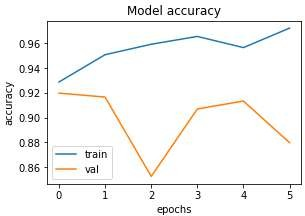 Model accuracy
accuracy
0.96
0.94
0.92
0.90
0.88
0.86
train
val
0 1 2 3 4 5
epochs